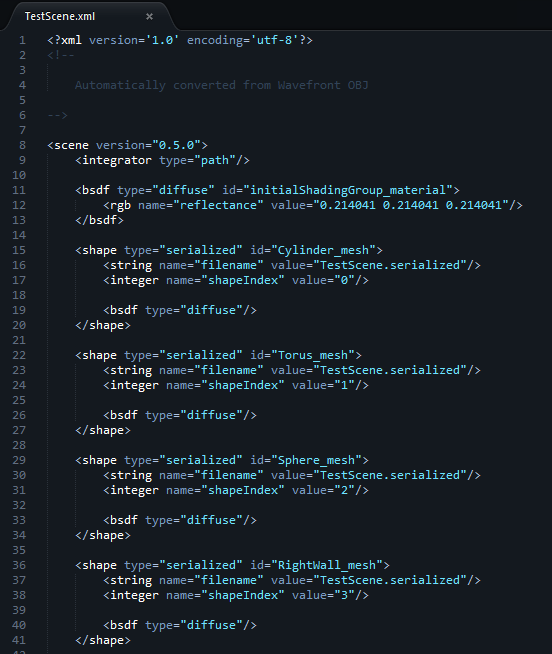 TestScene.xml ×
1 <?xml version='1.0' encoding='utf-8'?>
2 <!--
3
4     Automatically converted from Wavefront OBJ
5
6 -->
7
8 <scene version="0.5.0">
9     <integrator type="path"/>
10
11     <bsdf type="diffuse" id="initialShadingGroup_material">
12         <rgb name="reflectance" value="0.214041 0.214041 0.214041"/>
13     </bsdf>
14
15     <shape type="serialized" id="Cylinder_mesh">
16         <string name="filename" value="TestScene.serialized"/>
17         <integer name="shapeIndex" value="0"/>
18
19         <bsdf type="diffuse"/>
20     </shape>
21
22     <shape type="serialized" id="Torus_mesh">
23         <string name="filename" value="TestScene.serialized"/>
24         <integer name="shapeIndex" value="1"/>
25
26         <bsdf type="diffuse"/>
27     </shape>
28
29     <shape type="serialized" id="Sphere_mesh">
30         <string name="filename" value="TestScene.serialized"/>
31         <integer name="shapeIndex" value="2"/>
32
33         <bsdf type="diffuse"/>
34     </shape>
35
36     <shape type="serialized" id="RightWall_mesh">
37         <string name="filename" value="TestScene.serialized"/>
38         <integer name="shapeIndex" value="3"/>
39
40         <bsdf type="diffuse"/>
41     </shape>